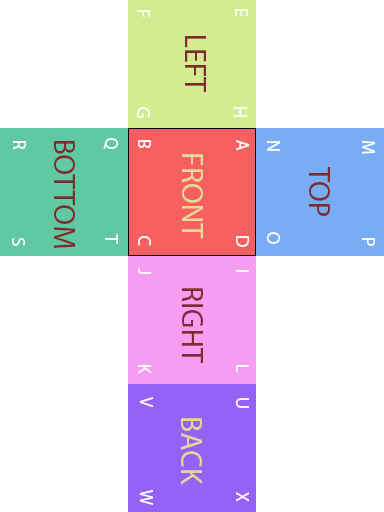 M P
TOP
N O
E H A D I L U X
LEFT FRONT RIGHT BACK
F G B C J K V W
Q T
BOTTOM
R S